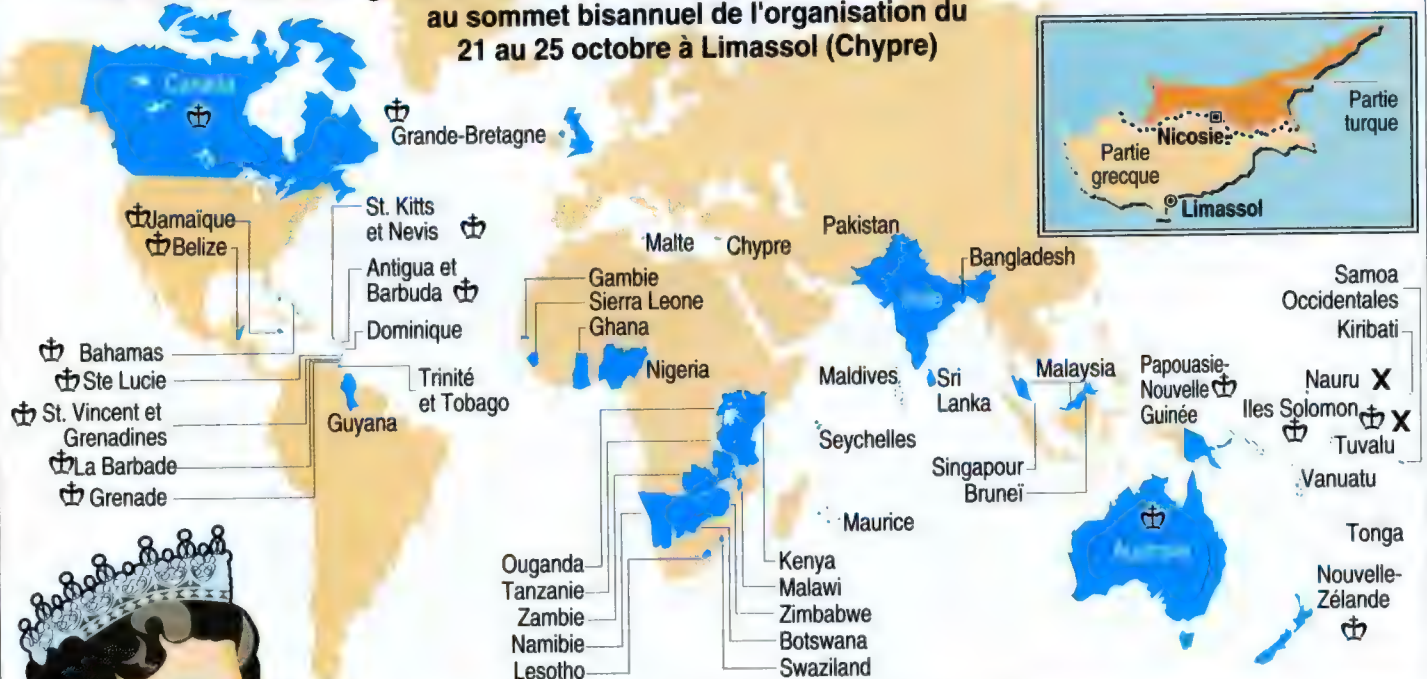 au sommet bisannuel de l'organisation du
21 au 25 octobre à Limassol (Chypre)
Canada
Grande-Bretagne
Partie
turque
Nicosie
Partie
grecque
Limassol
Jamaïque
Belize
St. Kitts
et Nevis
Antigua et
Barbuda
Dominique
Bahamas
Ste Lucie
St. Vincent et
Grenadines
La Barbade
Grenade
Trinité
et Tobago
Guyana
Malte
Chypre
Gambie
Sierra Leone
Ghana
Nigeria
Pakistan
Bangladesh
Maldives
Sri
Lanka
Seychelles
Maurice
Malaysia
Singapour
Bruneï
Papouasie-
Nouvelle
Guinée
Samoa
Occidentales
Kiribati
Nauru X
Iles Solomon
X
Tuvalu
Vanuatu
Tonga
Australie
Nouvelle-
Zélande
Ouganda
Tanzanie
Zambie
Namibie
Lesotho
Kenya
Malawi
Zimbabwe
Botswana
Swaziland